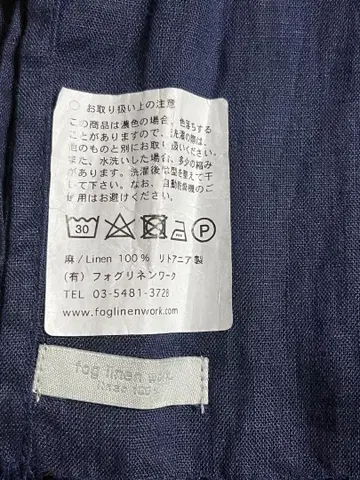 ○ お取り扱い上の注意
この商品は濃色の場合、色落ちする
ことがありますので、洗濯の際は、
他のものと別にお取り扱いください。
また、水洗いした場合、多少の縮み
があります。洗濯後は型を整えて干
して下さい。なお、自動乾燥機のご
使用はお避けください。
30 P
麻/Linen 100% リトアニア製
(有) フォグリネンワーク
TEL 03-5481-3728
www.foglinenwork.com
fog linen work
linen 100%